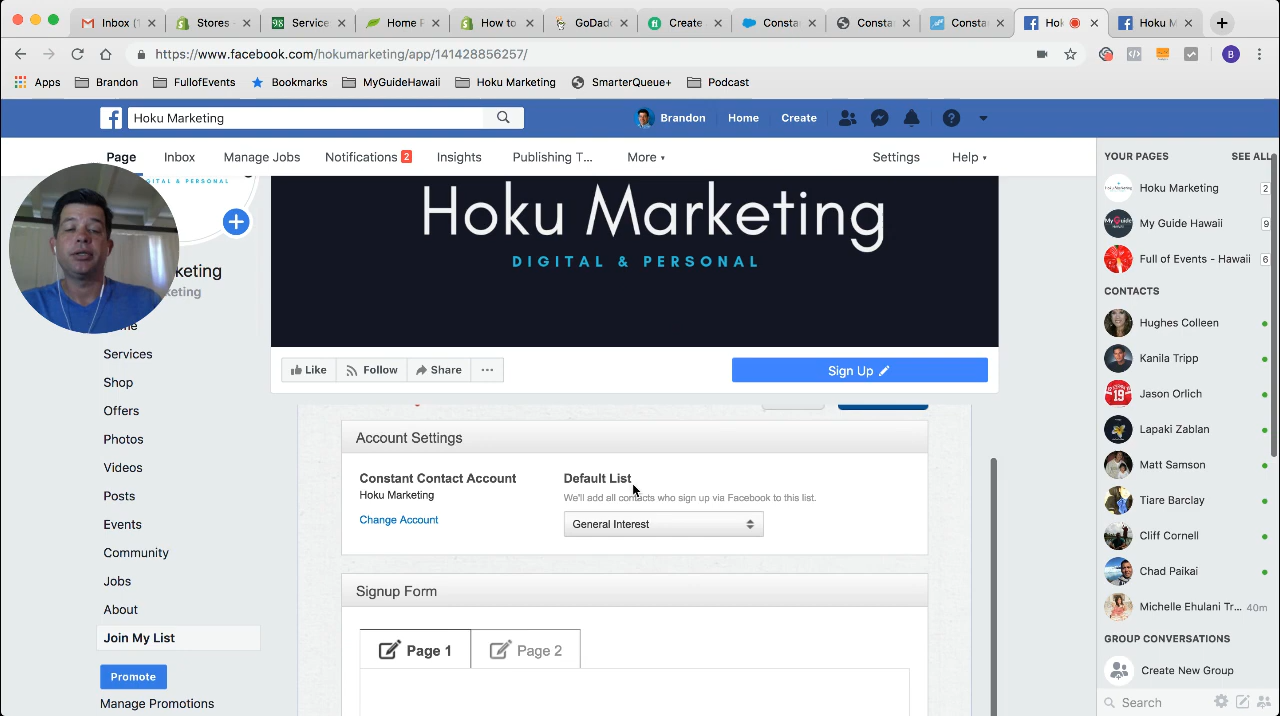 Inbox (1
Stores -
Service
Home F
How to
GoDadd
Create
Consta
Consta
Consta
Hok
Hoku M
https://www.facebook.com/hokumarketing/app/141428856257/
B
Apps
Brandon
FullofEvents
Bookmarks
MyGuideHawaii
Hoku Marketing
SmarterQueue+
Podcast
Hoku Marketing
Brandon
Home
Create
Page
Inbox
Manage Jobs
Notifications 2
Insights
Publishing T...
More
Settings
Help
DIGITAL & PERSONAL
keting
keting
Services
Shop
Offers
Photos
Videos
Posts
Events
Community
Jobs
About
Join My List
Promote
Manage Promotions
Hoku Marketing
DIGITAL & PERSONAL
Like
Follow
Share
Sign Up
Account Settings
Constant Contact Account
Hoku Marketing
Change Account
Default List
We'll add all contacts who sign up via Facebook to this list.
General Interest
Signup Form
Page 1
Page 2
YOUR PAGES
SEE ALL
Hoku Marketing 2
My Guide Hawaii 9
Full of Events - Hawaii 6
CONTACTS
Hughes Colleen
Kanila Tripp
Jason Orlich
Lapaki Zablan
Matt Samson
Tiare Barclay
Cliff Cornell
Chad Paikai
Michelle Ehulani Tr... 40m
GROUP CONVERSATIONS
Create New Group
Search